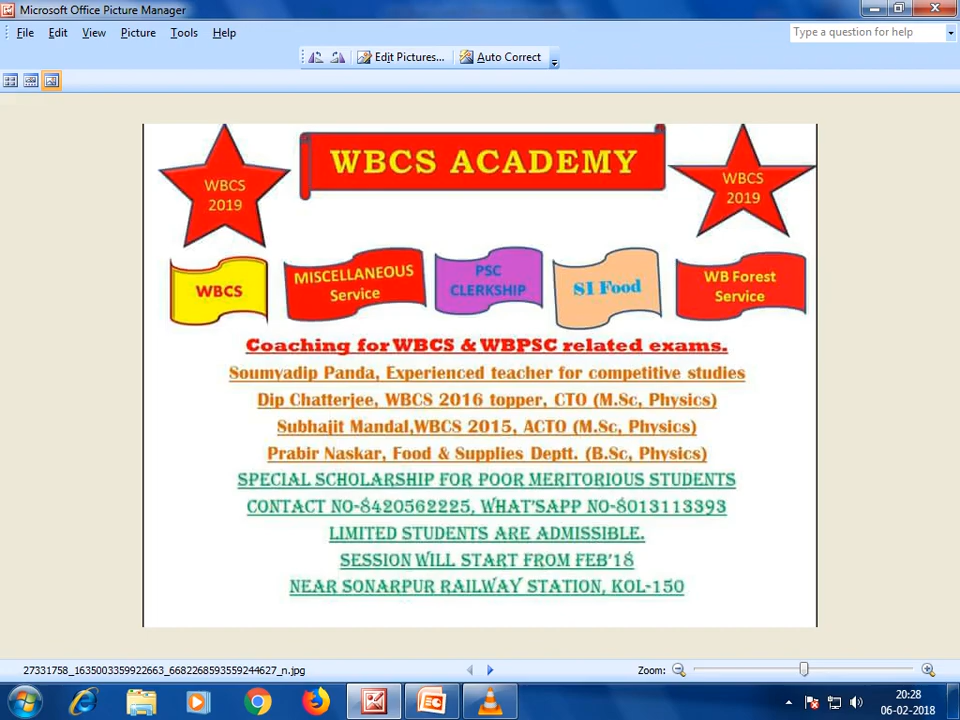 Microsoft Office Picture Manager
File Edit View Picture Tools Help
Type a question for help
Edit Pictures... Auto Correct
WBCS ACADEMY
WBCS
2019
WBCS
2019
WBCS
MISCELLANEOUS
Service
PSC
CLERKSHIP
SI Food
WB Forest
Service
Coaching for WBCS & WBPSC related exams.
Soumyadip Panda, Experienced teacher for competitive studies
Dip Chatterjee, WBCS 2016 topper, CTO (M.Sc, Physics)
Subhajit Mandal,WBCS 2015, ACTO (M.Sc, Physics)
Prabir Naskar, Food & Supplies Deptt. (B.Sc, Physics)
SPECIAL SCHOLARSHIP FOR POOR MERITORIOUS STUDENTS
CONTACT NO-8420562225, WHAT'SAPP NO-8013113393
LIMITED STUDENTS ARE ADMISSIBLE.
SESSION WILL START FROM FEB'18
NEAR SONARPUR RAILWAY STATION, KOL-150
27331758_1635003359922663_6682268593559244627_n.jpg
Zoom:
20:28
06-02-2018